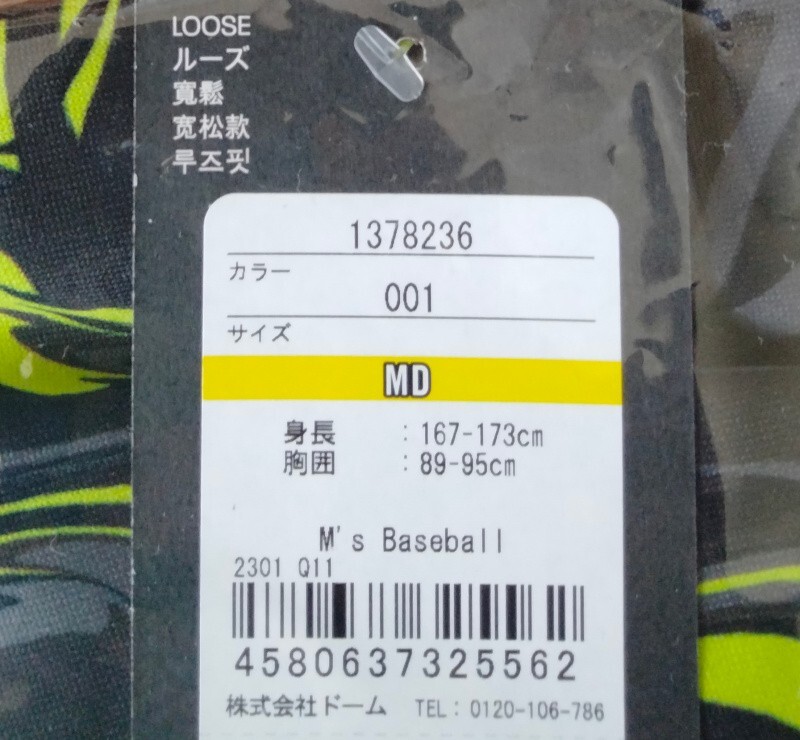 LOOSE
ルーズ
寬鬆
宽松款
루즈핏
1378236
カラー
001
サイズ
MD
身長 : 167-173cm
胸囲 : 89-95cm
M's Baseball
2301 Q11
4580637325562
株式会社ドーム TEL: 0120-106-786